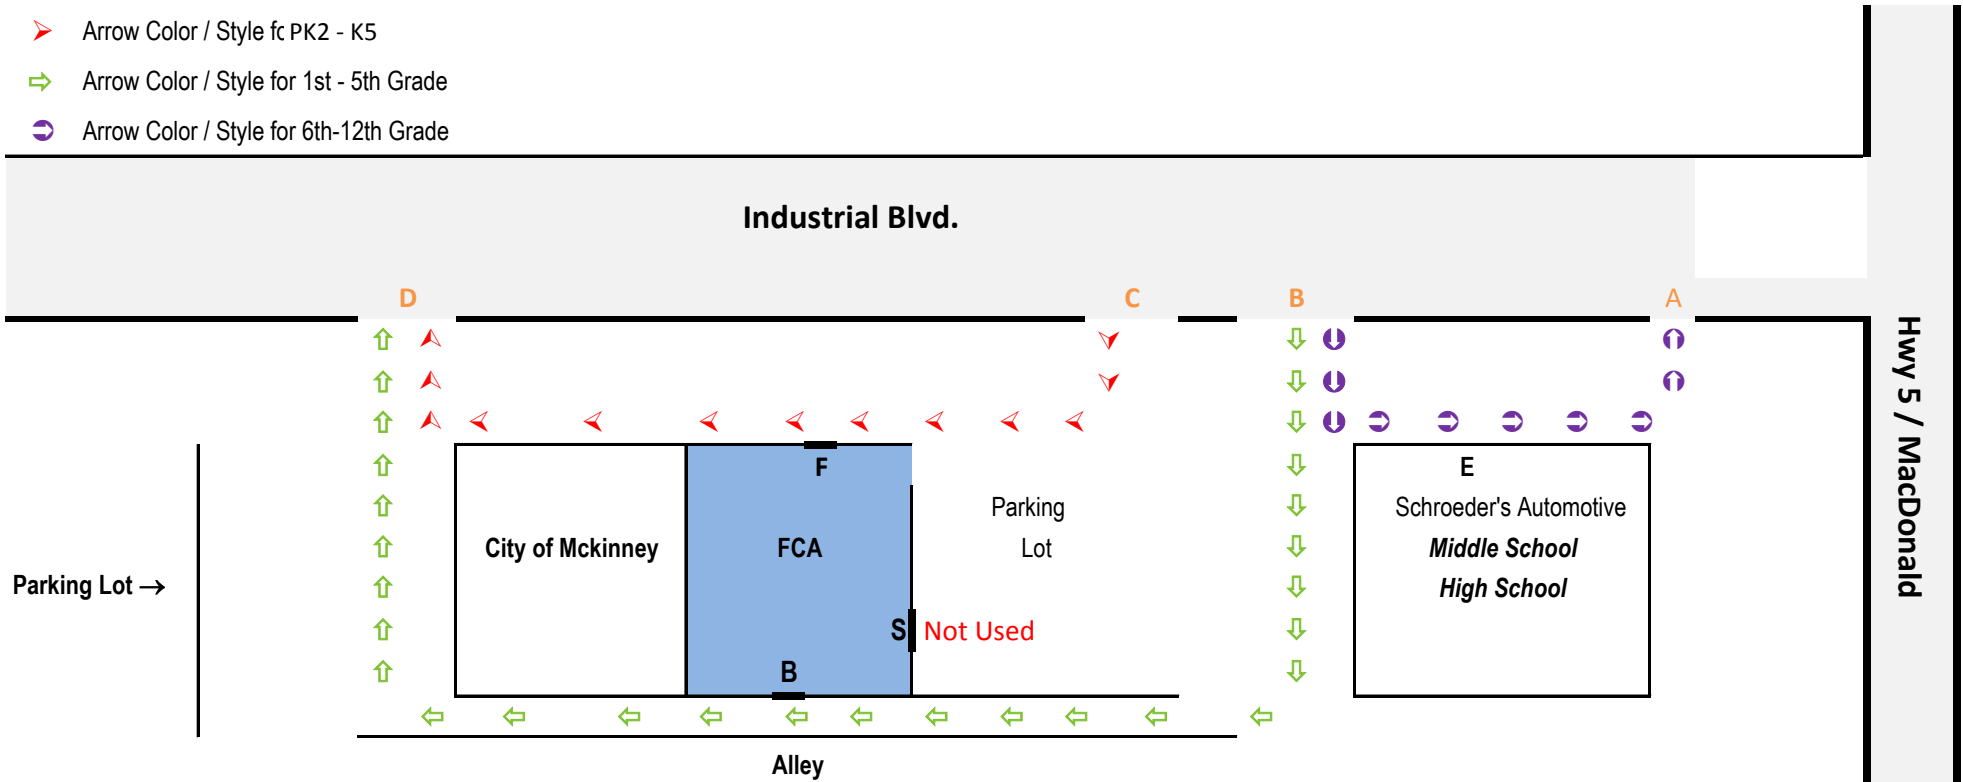 Arrow Color / Style fc PK2 - K5
Arrow Color / Style for 1st - 5th Grade
Arrow Color / Style for 6th-12th Grade
Industrial Blvd.
D C B A
Hwy 5 / MacDonald
F E
Parking
Lot
Schroeder's Automotive
Middle School
High School
City of Mckinney
FCA
Parking Lot →
S Not Used
B
Alley